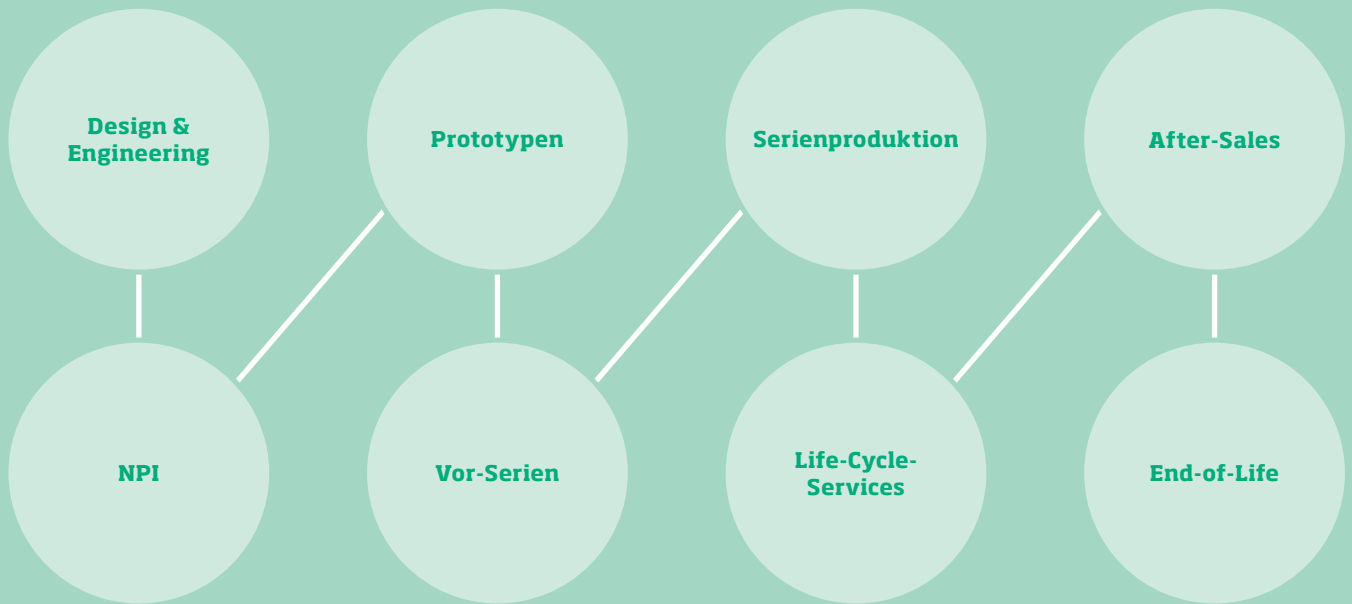 Design &
Engineering
NPI
Prototypen
Vor-Serien
Serienproduktion
Life-Cycle-
Services
After-Sales
End-of-Life